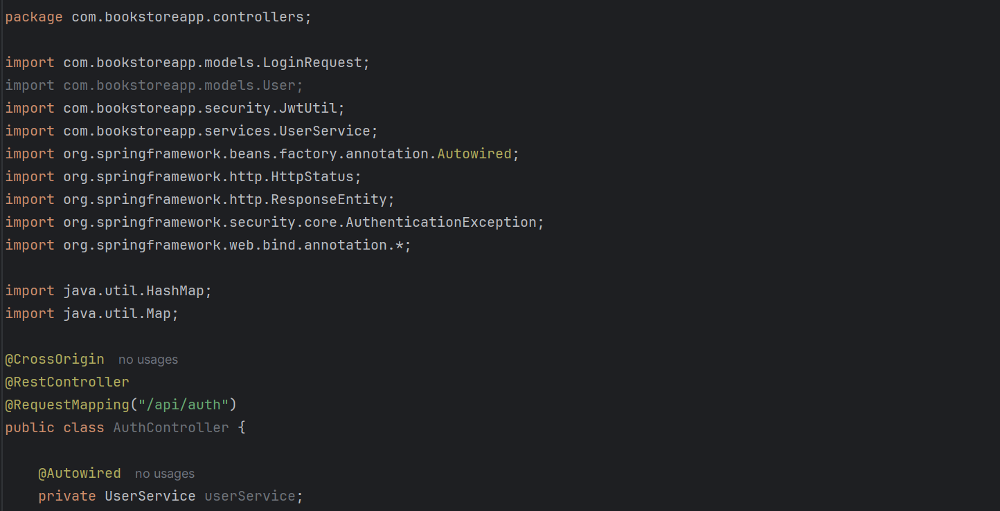 package com.bookstoreapp.controllers;
import com.bookstoreapp.models.LoginRequest;
import com.bookstoreapp.models.User;
import com.bookstoreapp.security.JwtUtil;
import com.bookstoreapp.services.UserService;
import org.springframework.beans.factory.annotation.Autowired;
import org.springframework.http.HttpStatus;
import org.springframework.http.ResponseEntity;
import org.springframework.security.core.AuthenticationException;
import org.springframework.web.bind.annotation.*;
import java.util.HashMap;
import java.util.Map;
@CrossOrigin no usages
@RestController
@RequestMapping("/api/auth")
public class AuthController {
    @Autowired no usages
    private UserService userService;